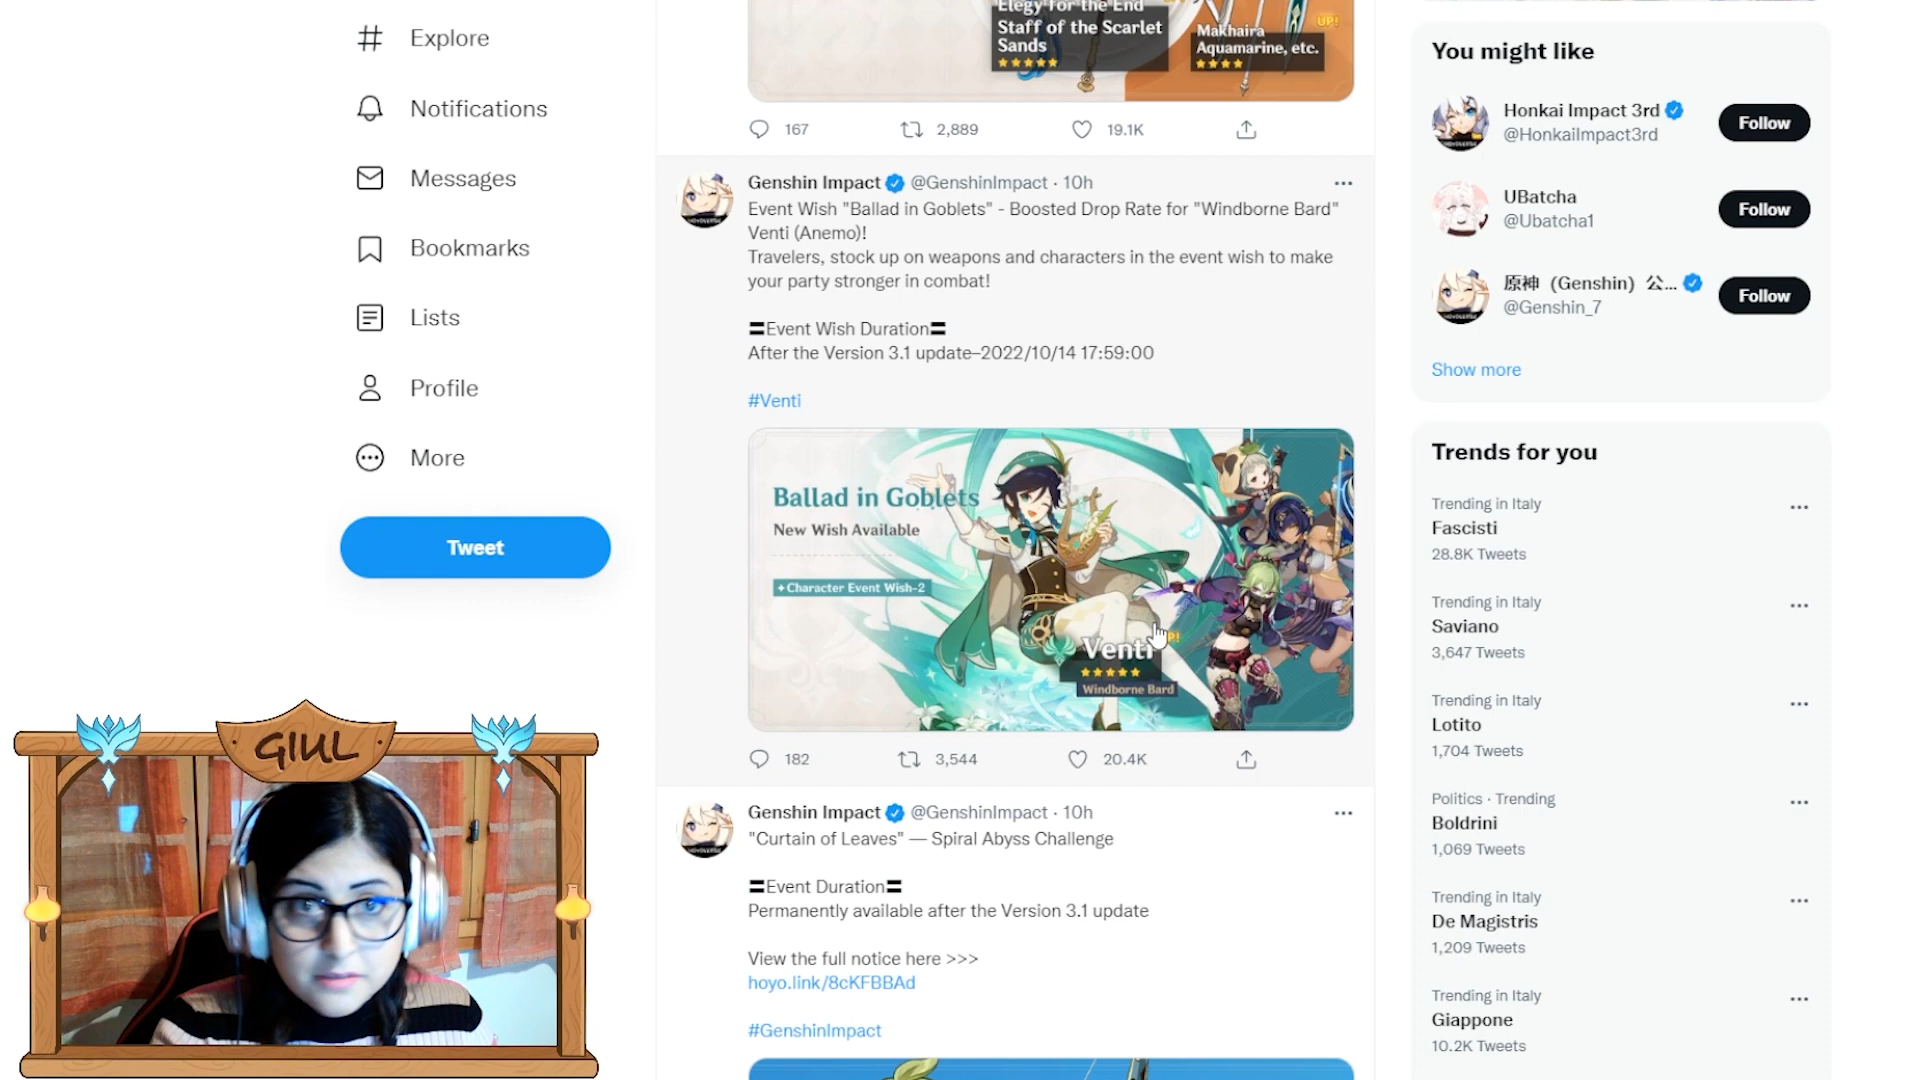 Explore
Notifications
Messages
Bookmarks
Lists
Profile
More
Tweet
GIUL
Elegy for the End
Staff of the Scarlet
Sands
UP!
Makhaira
Aquamarine, etc.
167
2,889
19.1K
Genshin Impact @GenshinImpact · 10h
Event Wish "Ballad in Goblets" - Boosted Drop Rate for "Windborne Bard"
Venti (Anemo)!
Travelers, stock up on weapons and characters in the event wish to make
your party stronger in combat!
〓Event Wish Duration〓
After the Version 3.1 update–2022/10/14 17:59:00
#Venti
Ballad in Goblets
New Wish Available
Character Event Wish-2
Venti
Windborne Bard
182
3,544
20.4K
Genshin Impact @GenshinImpact · 10h
"Curtain of Leaves" — Spiral Abyss Challenge
〓Event Duration〓
Permanently available after the Version 3.1 update
View the full notice here >>>
hoyo.link/8cKFBBAd
#GenshinImpact
You might like
Honkai Impact 3rd
@HonkaiImpact3rd
Follow
UBatcha
@Ubatcha1
Follow
原神（Genshin）公...
@Genshin_7
Follow
Show more
Trends for you
Trending in Italy
Fascisti
28.8K Tweets
Trending in Italy
Saviano
3,647 Tweets
Trending in Italy
Lotito
1,704 Tweets
Politics · Trending
Boldrini
1,069 Tweets
Trending in Italy
De Magistris
1,209 Tweets
Trending in Italy
Giappone
10.2K Tweets